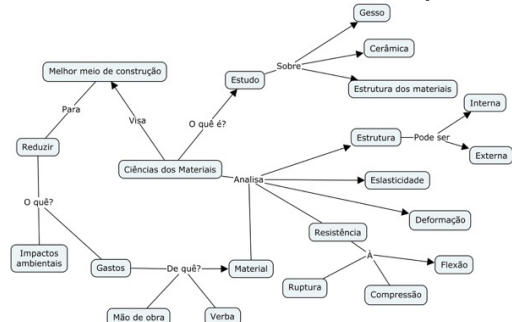 Gesso
Cerâmica
Sobre
Estrutura dos materiais
Melhor meio de construção
Estudo
Para
Visa
O quê é?
Interna
Estrutura
Pode ser
Externa
Reduzir
Ciências dos Materiais
Analisa
Eslasticidade
O quê?
Deformação
Resistência
À
Impactos
ambientais
Gastos
De quê?
Material
Flexão
Ruptura
Compressão
Mão de obra
Verba